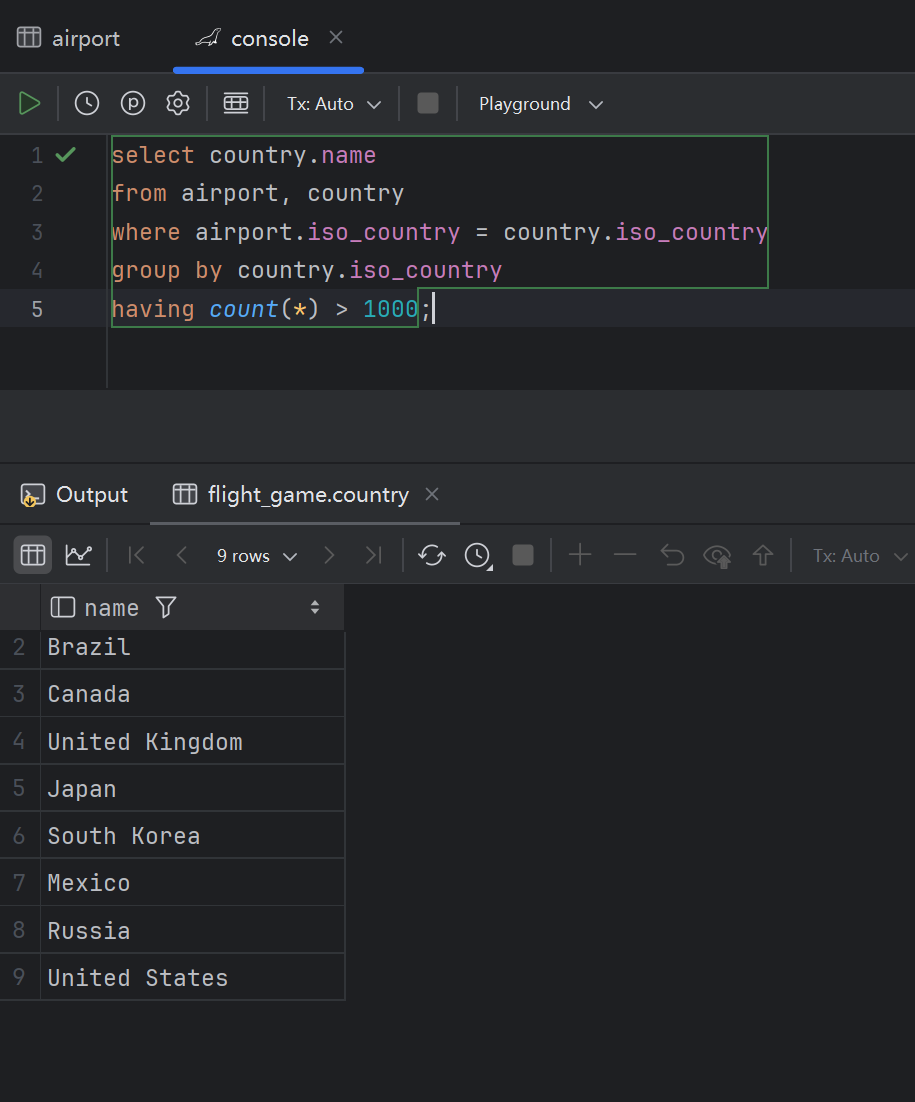 airport console
Tx: Auto Playground
1 select country.name
2 from airport, country
3 where airport.iso_country = country.iso_country
4 group by country.iso_country
5 having count(*) > 1000;
Output flight_game.country
9 rows Tx: Auto
name
2 Brazil
3 Canada
4 United Kingdom
5 Japan
6 South Korea
7 Mexico
8 Russia
9 United States